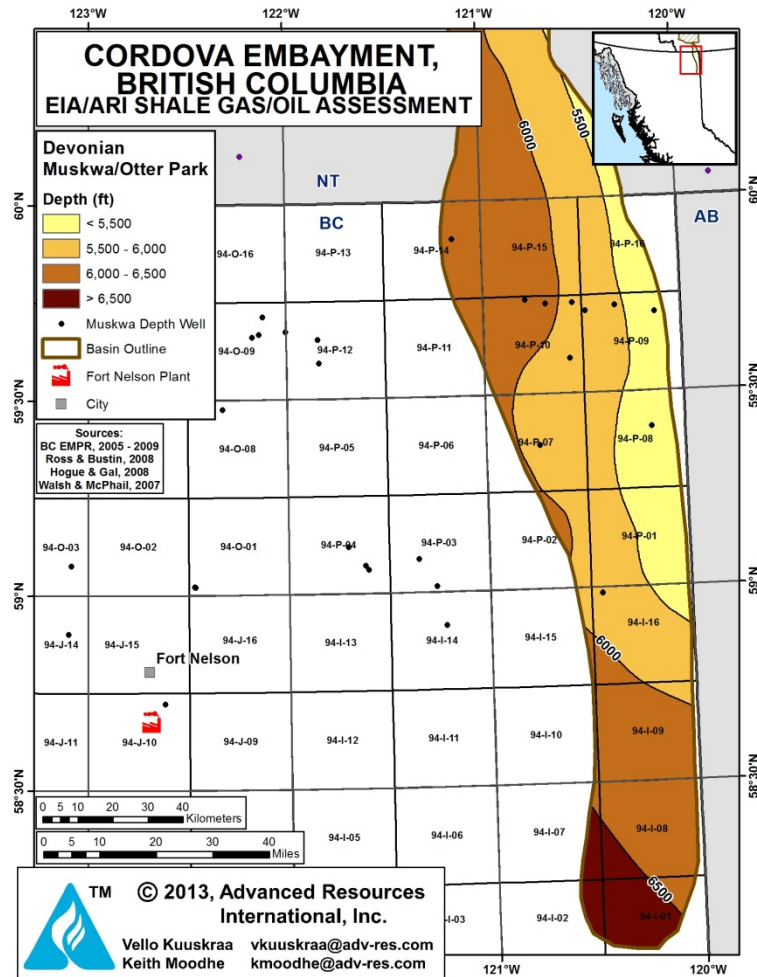 123°W
122°W
121°W
120°W
CORDOVA EMBAYMENT,
BRITISH COLUMBIA
EIA/ARI SHALE GAS/OIL ASSESSMENT
Devonian
Muskwa/Otter Park
Depth (ft)
< 5,500
5,500 - 6,000
6,000 - 6,500
> 6,500
Muskwa Depth Well
Basin Outline
Fort Nelson Plant
City
Sources:
BC EMPR, 2005 - 2009
Ross & Bustin, 2008
Hogue & Gal, 2008
Walsh & McPhail, 2007
6000
5500
NT
BC
AB
60°N
60°N
94-O-16
94-P-13
94-P-14
94-P-15
94-P-16
94-O-09
94-P-12
94-P-11
94-P-10
94-P-09
59°30'N
59°30'N
94-O-08
94-P-05
94-P-06
94-P-07
94-P-08
94-O-03
94-O-02
94-O-01
94-P-04
94-P-03
94-P-02
94-P-01
59°N
59°N
94-J-14
94-J-15
94-J-16
94-I-13
94-I-14
94-I-15
94-I-16
Fort Nelson
6000
94-J-11
94-J-10
94-J-09
94-I-12
94-I-11
94-I-10
94-I-09
58°30'N
58°30'N
94-I-05
94-I-06
94-I-07
94-I-08
6500
-I-03
94-I-02
94-I-01
0 5 10 20 30 40
Kilometers
0 5 10 20 30 40
Miles
TM
© 2013, Advanced Resources
International, Inc.
Vello Kuuskraa vkuuskraa@adv-res.com
Keith Moodhe kmoodhe@adv-res.com
121°W
120°W